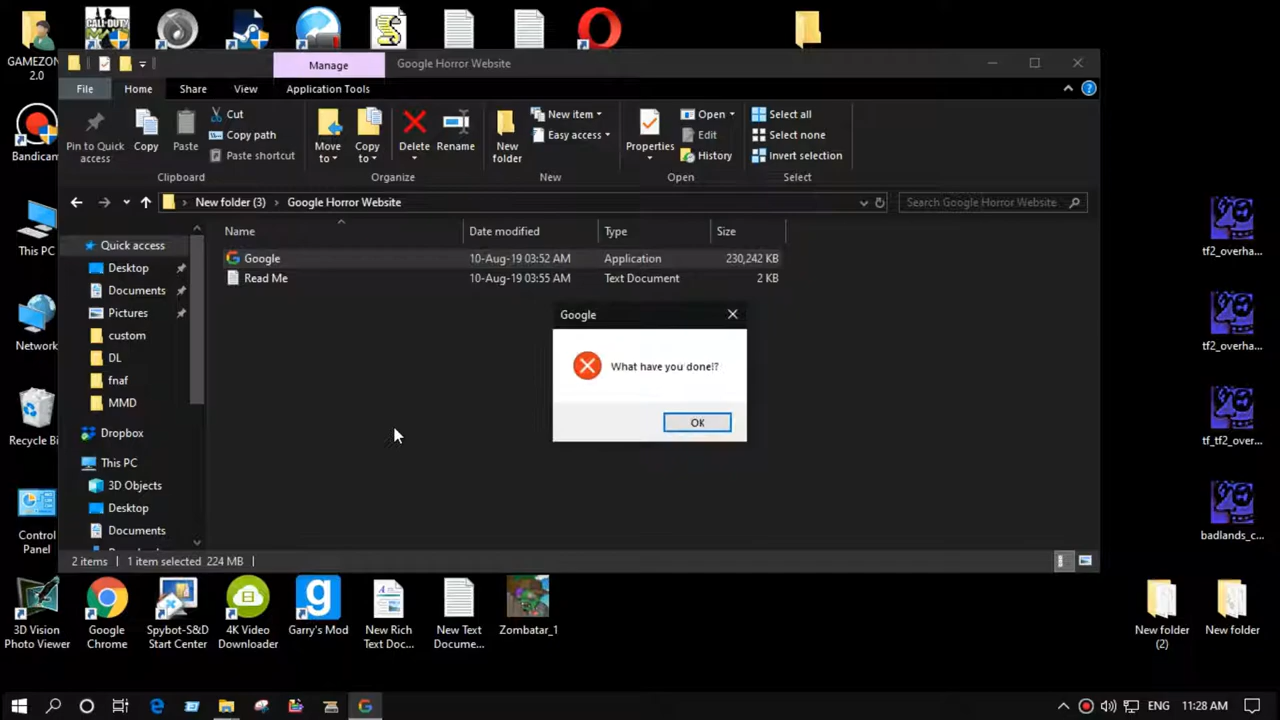 GAMEZON...
2.0
Manage
Google Horror Website
File
Home
Share
View
Application Tools
Pin to Quick
access
Copy
Paste
Cut
Copy path
Paste shortcut
Clipboard
Move
to
Copy
to
Delete
Rename
Organize
New
folder
New item
Easy access
New
Properties
Open
Edit
History
Open
Select all
Select none
Invert selection
Select
Bandicam
New folder (3)
Google Horror Website
Search Google Horror Website
Name
Date modified
Type
Size
Google
10-Aug-19 03:52 AM
Application
230,242 KB
Read Me
10-Aug-19 03:55 AM
Text Document
2 KB
Quick access
Desktop
Documents
Pictures
custom
DL
fnaf
MMD
Dropbox
This PC
3D Objects
Desktop
Documents
Google
What have you done!?
OK
2 items
1 item selected 224 MB
This PC
Network
Recycle Bi
Control
Panel
tf2_overha...
tf2_overha...
tf_tf2_over...
badlands_c...
3D Vision
Photo Viewer
Google
Chrome
Spybot-S&D
Start Center
4K Video
Downloader
Garry's Mod
New Rich
Text Doc...
New Text
Docume...
Zombatar_1
New folder
(2)
New folder
ENG
11:28 AM